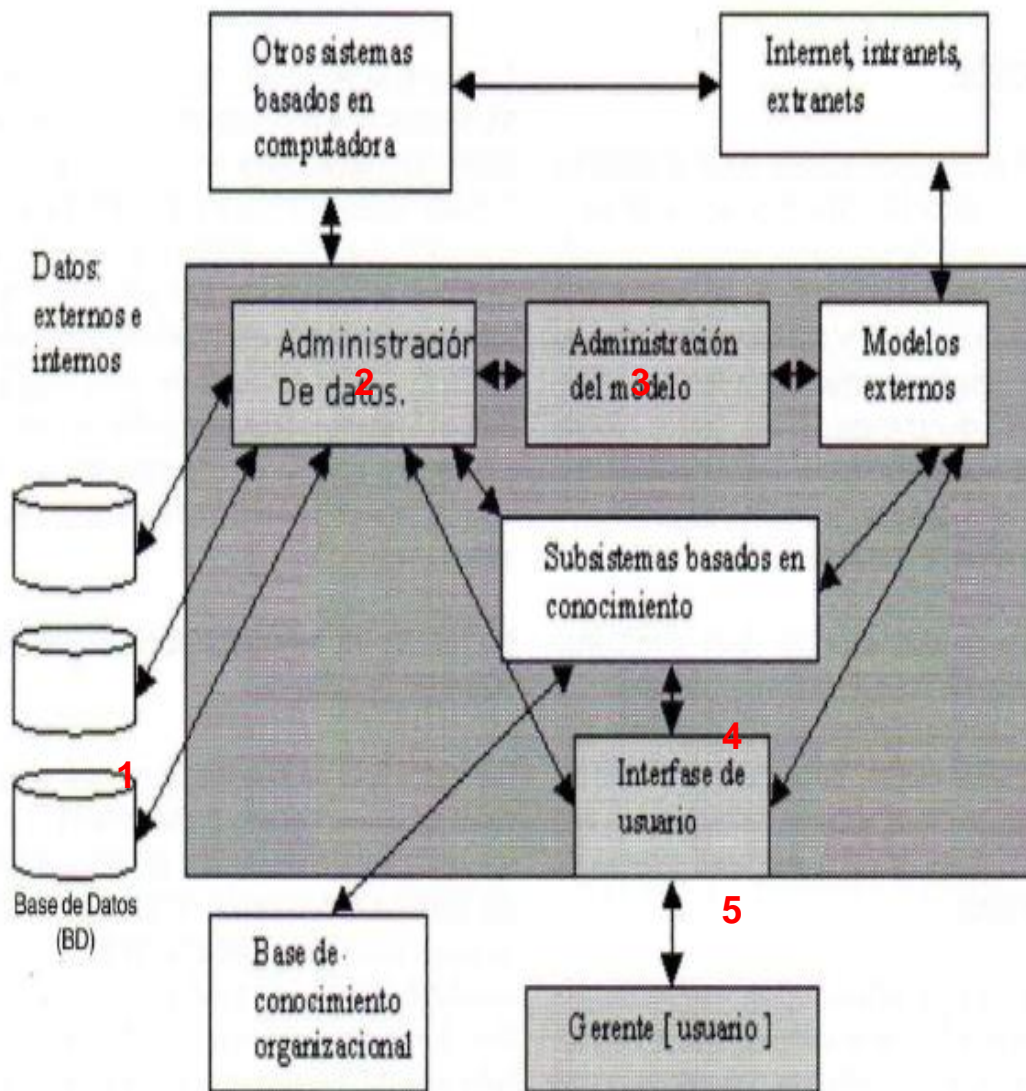 Otros sistemas
basados en
computadora
Internet, intranets,
extranets
Datos:
externos e
internos
Administración
De datos.
2
Administración
del modelo
3
Modelos
externos
Subsistemas basados en
conocimiento
4
Interfase de
usuario
1
Base de Datos
(BD)
5
Base de
conocimiento
organizacional
Gerente [ usuario ]